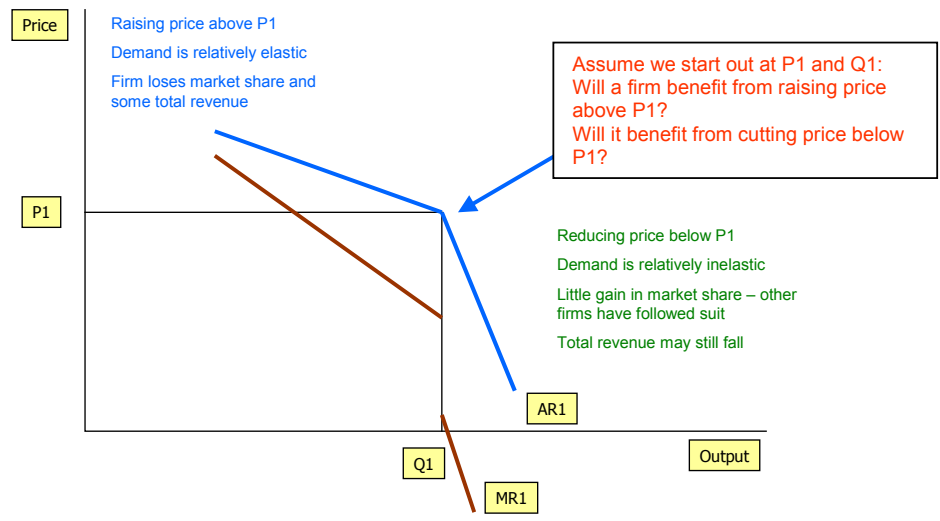 Price
Raising price above P1
Demand is relatively elastic
Firm loses market share and
some total revenue
Assume we start out at P1 and Q1:
Will a firm benefit from raising price
above P1?
Will it benefit from cutting price below
P1?
P1
Reducing price below P1
Demand is relatively inelastic
Little gain in market share – other
firms have followed suit
Total revenue may still fall
AR1
Q1
Output
MR1